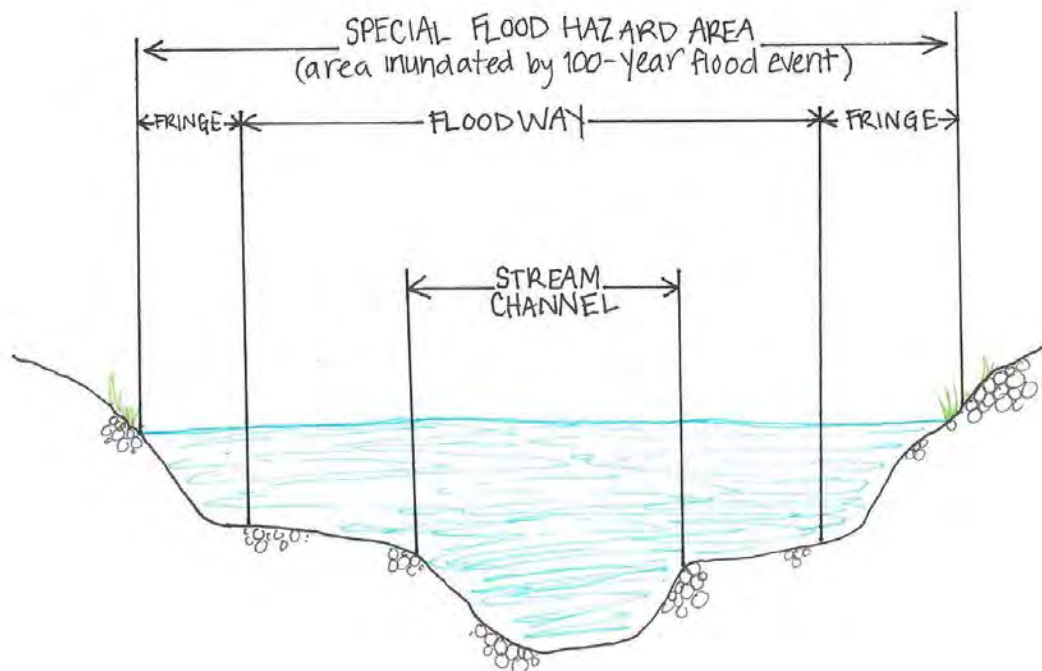 SPECIAL FLOOD HAZARD AREA
(area inundated by 100-year flood event)
FRINGE
FLOODWAY
FRINGE
STREAM
CHANNEL